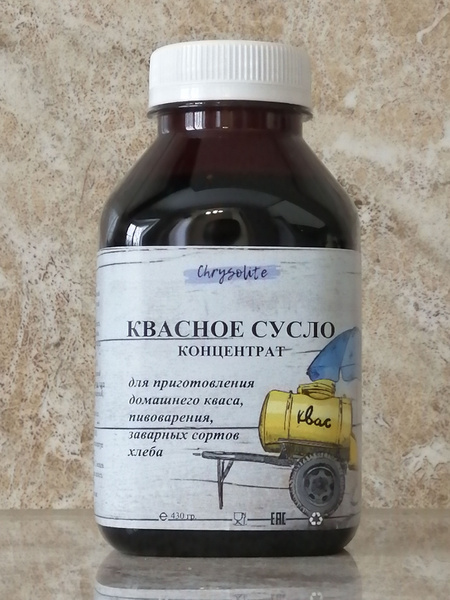 Chrysolite
КВАСНОЕ СУСЛО
КОНЦЕНТРАТ
для приготовления
домашнего кваса,
пивоварения,
заварных сортов
хлеба
Квас
℮ 430 гр.
EAC